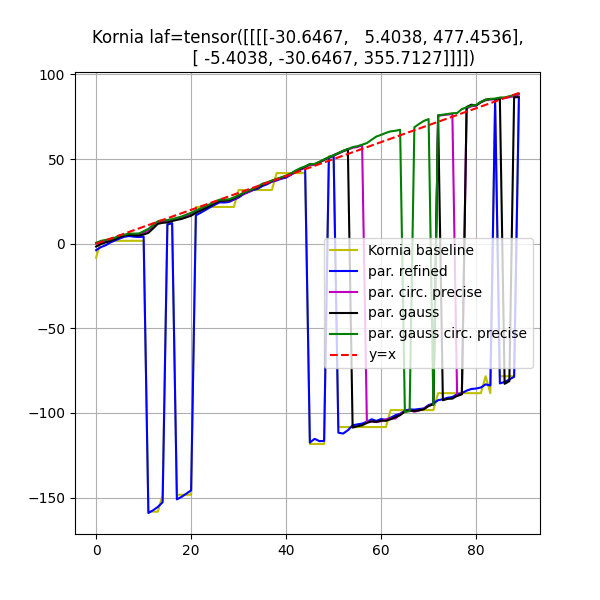 Kornia laf=tensor([[[[-30.6467, 5.4038, 477.4536],
[ -5.4038, -30.6467, 355.7127]]]])
100
50
0
−50
−100
−150
Kornia baseline
par. refined
par. circ. precise
par. gauss
par. gauss circ. precise
y=x
0 20 40 60 80